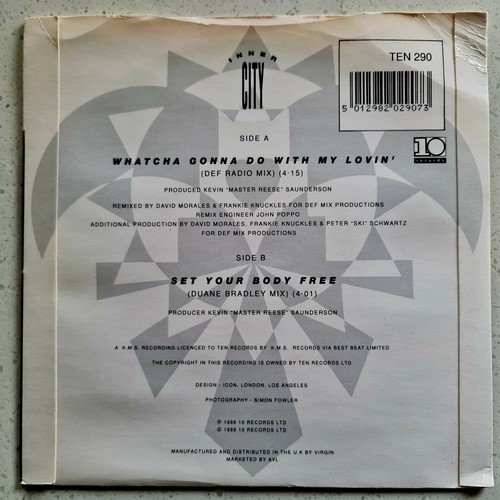 INNER
CITY
TEN 290
5 012982 029073
10
records
SIDE A
WHATCHA GONNA DO WITH MY LOVIN'
(DEF RADIO MIX) (4-15)
PRODUCED KEVIN "MASTER REESE" SAUNDERSON
REMIXED BY DAVID MORALES & FRANKIE KNUCKLES FOR DEF MIX PRODUCTIONS
REMIX ENGINEER JOHN POPPO
ADDITIONAL PRODUCTION BY DAVID MORALES, FRANKIE KNUCKLES & PETER "SKI" SCHWARTZ
FOR DEF MIX PRODUCTIONS
SIDE B
SET YOUR BODY FREE
(DUANE BRADLEY MIX) (4-01)
PRODUCER KEVIN "MASTER REESE" SAUNDERSON
A K.M.S. RECORDING LICENCED TO TEN RECORDS BY K.M.S. RECORDS VIA BEST BEAT LIMITED
THE COPYRIGHT IN THIS RECORDING IS OWNED BY TEN RECORDS LTD
DESIGN - ICON, LONDON, LOS ANGELES
PHOTOGRAPHY - SIMON FOWLER
℗ 1989 10 RECORDS LTD
© 1989 10 RECORDS LTD
MANUFACTURED AND DISTRIBUTED IN THE U.K BY VIRGIN
MARKETED BY AVL